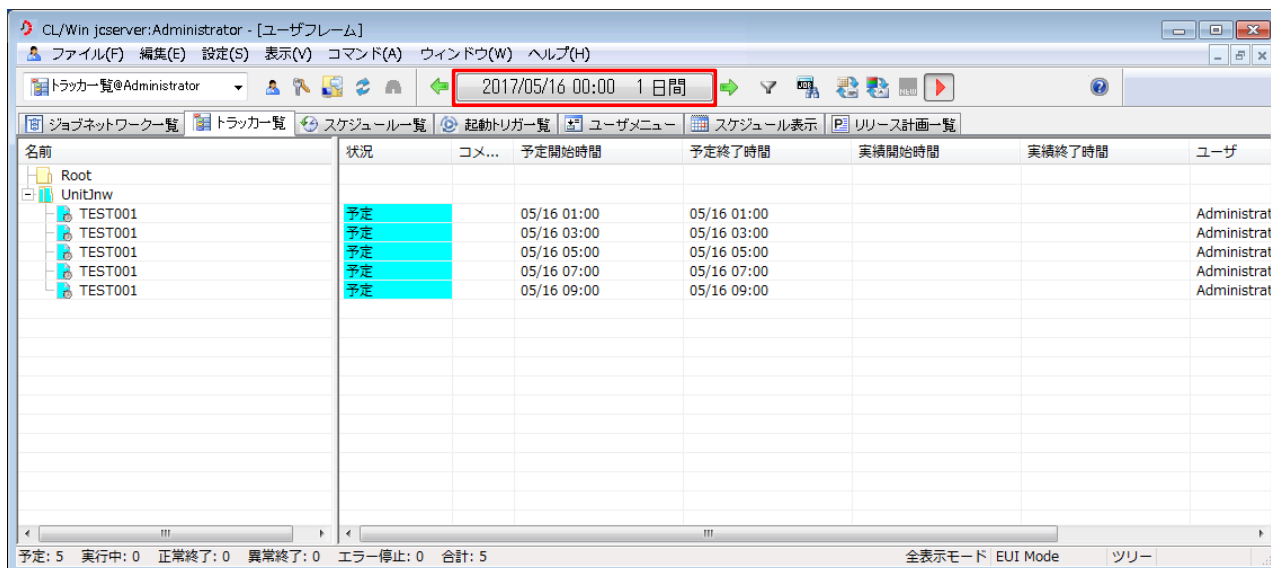 CL/Win jcserver:Administrator - [ユーザフレーム]
ファイル(F) 編集(E) 設定(S) 表示(V) コマンド(A) ウィンドウ(W) ヘルプ(H)
トラッカ一覧@Administrator 2017/05/16 00:00 1 日間
ジョブネットワーク一覧 トラッカ一覧 スケジュール一覧 起動トリガ一覧 ユーザメニュー スケジュール表示 リリース計画一覧
名前 状況 コメ... 予定開始時間 予定終了時間 実績開始時間 実績終了時間 ユーザ
Root
UnitJnw
TEST001 予定 05/16 01:00 05/16 01:00 Administrat
TEST001 予定 05/16 03:00 05/16 03:00 Administrat
TEST001 予定 05/16 05:00 05/16 05:00 Administrat
TEST001 予定 05/16 07:00 05/16 07:00 Administrat
TEST001 予定 05/16 09:00 05/16 09:00 Administrat
予定: 5 実行中: 0 正常終了: 0 異常終了: 0 エラー停止: 0 合計: 5 全表示モード EUI Mode ツリー